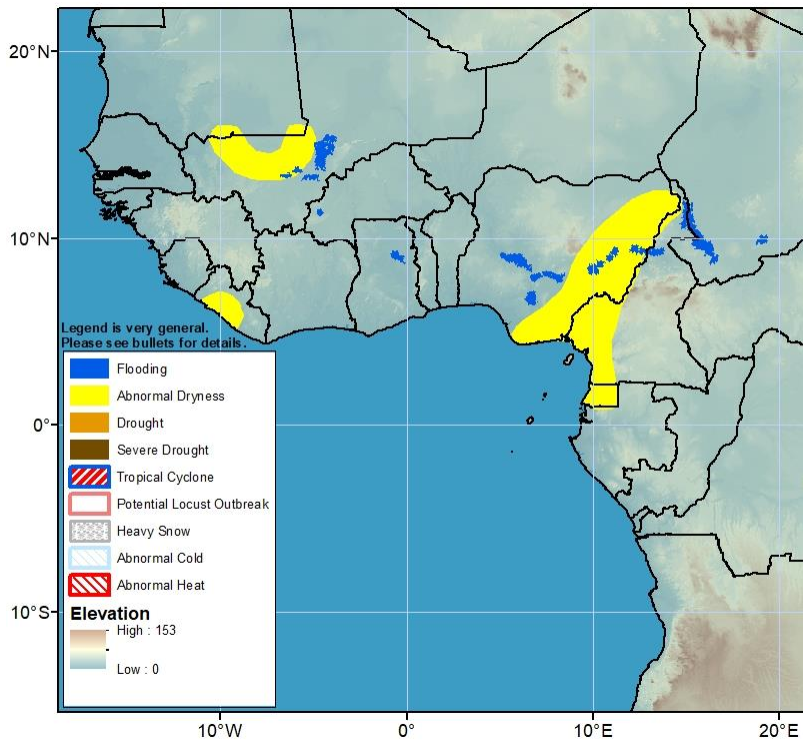 20°N
10°N
0°
10°S
10°W
0°
10°E
20°E
Legend is very general.
Please see bullets for details.
Flooding
Abnormal Dryness
Drought
Severe Drought
Tropical Cyclone
Potential Locust Outbreak
Heavy Snow
Abnormal Cold
Abnormal Heat
Elevation
High : 153
Low : 0